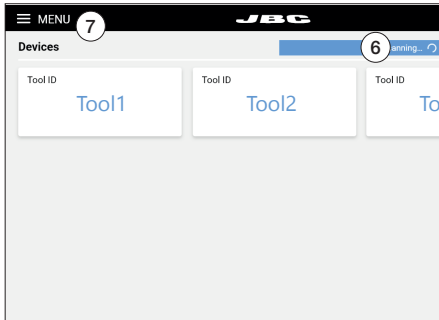 MENU 7 JBC
Devices 6 anning...
Tool ID Tool ID Tool ID
Tool1 Tool2 To